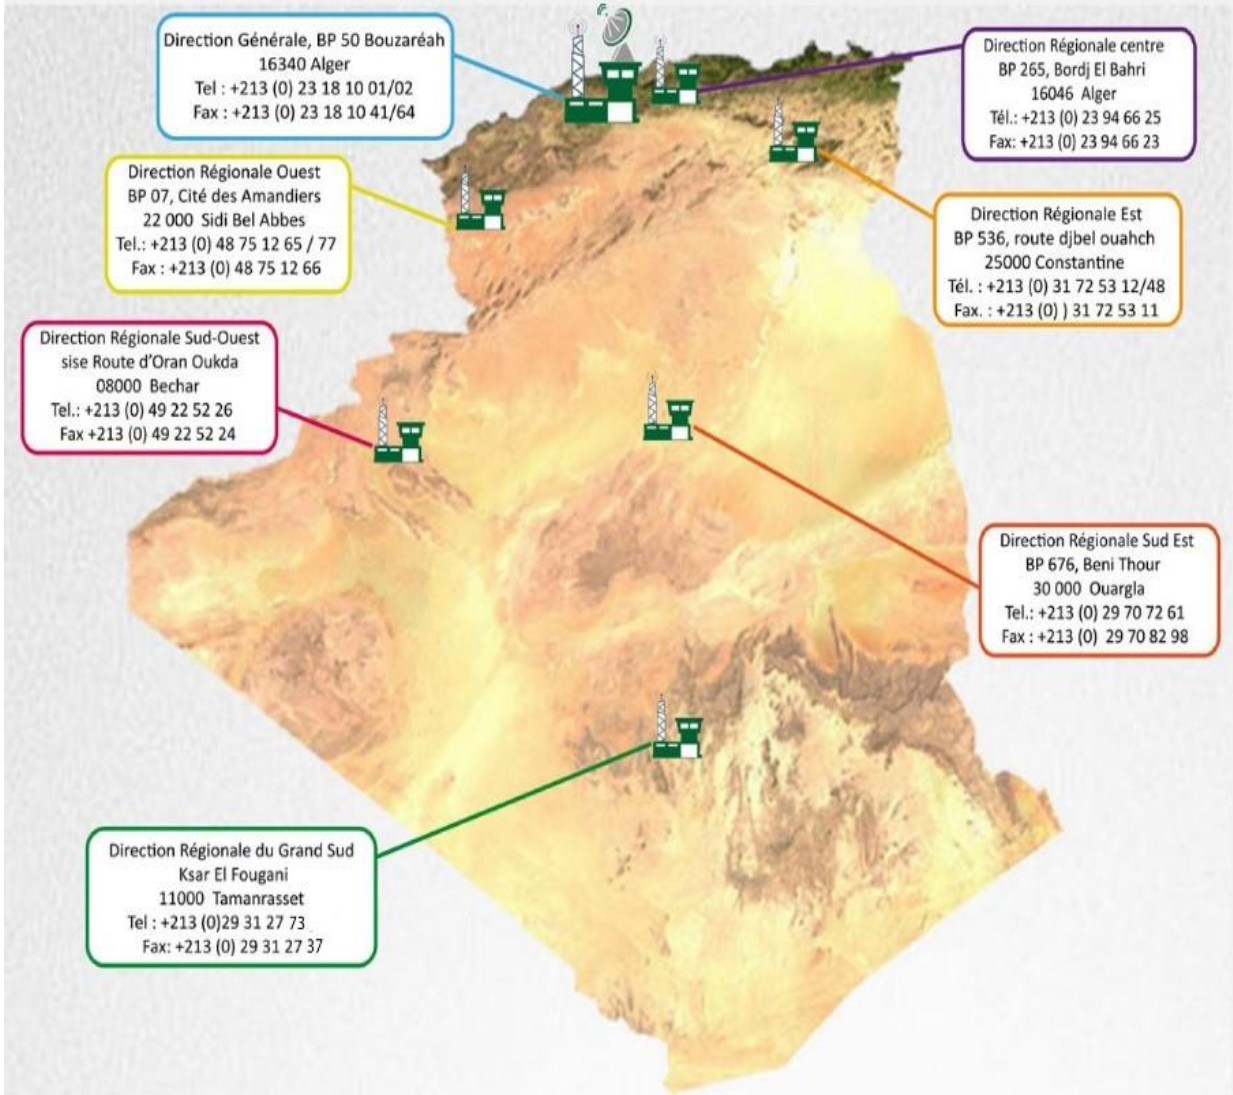 Direction Générale, BP 50 Bouzaréah
16340 Alger
Tel : +213 (0) 23 18 10 01/02
Fax : +213 (0) 23 18 10 41/64
Direction Régionale centre
BP 265, Bordj El Bahri
16046 Alger
Tél.: +213 (0) 23 94 66 25
Fax: +213 (0) 23 94 66 23
Direction Régionale Ouest
BP 07, Cité des Amandiers
22 000 Sidi Bel Abbes
Tel.: +213 (0) 48 75 12 65 / 77
Fax : +213 (0) 48 75 12 66
Direction Régionale Est
BP 536, route djbel ouahch
25000 Constantine
Tél. : +213 (0) 31 72 53 12/48
Fax. : +213 (0) ) 31 72 53 11
Direction Régionale Sud-Ouest
sise Route d'Oran Oukda
08000 Bechar
Tel.: +213 (0) 49 22 52 26
Fax +213 (0) 49 22 52 24
Direction Régionale Sud Est
BP 676, Beni Thour
30 000 Ouargla
Tel.: +213 (0) 29 70 72 61
Fax : +213 (0) 29 70 82 98
Direction Régionale du Grand Sud
Ksar El Fougani
11000 Tamanrasset
Tel : +213 (0)29 31 27 73
Fax: +213 (0) 29 31 27 37